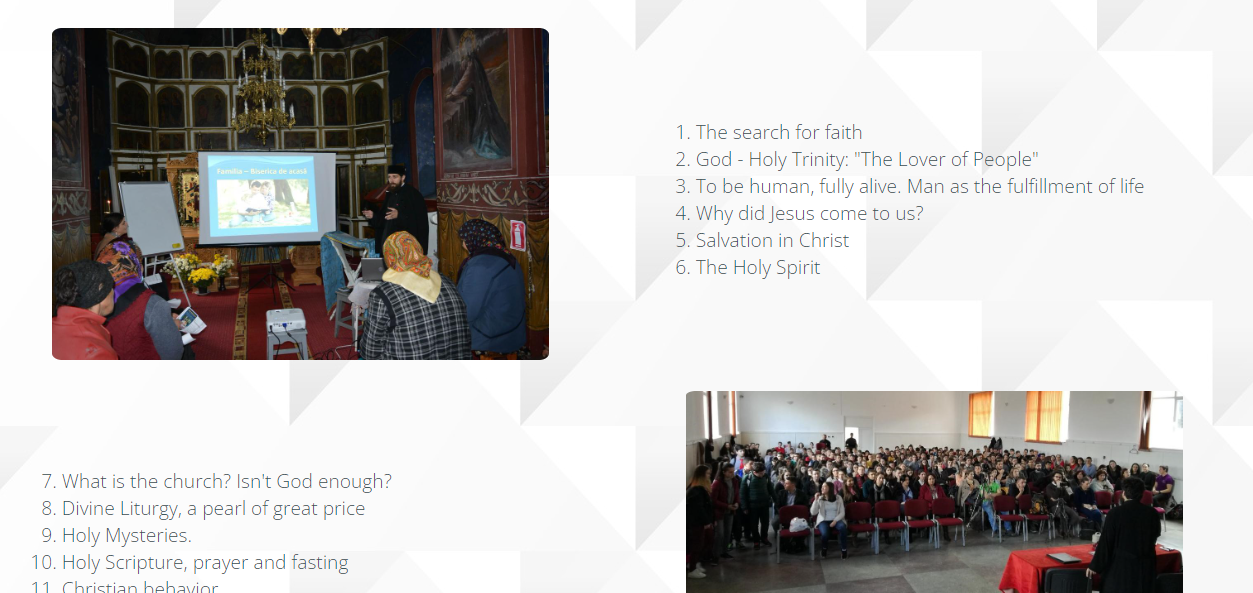 Familia – Biserica de acasă
1. The search for faith
2. God - Holy Trinity: "The Lover of People"
3. To be human, fully alive. Man as the fulfillment of life
4. Why did Jesus come to us?
5. Salvation in Christ
6. The Holy Spirit
7. What is the church? Isn't God enough?
8. Divine Liturgy, a pearl of great price
9. Holy Mysteries.
10. Holy Scripture, prayer and fasting
11. Christian behavior